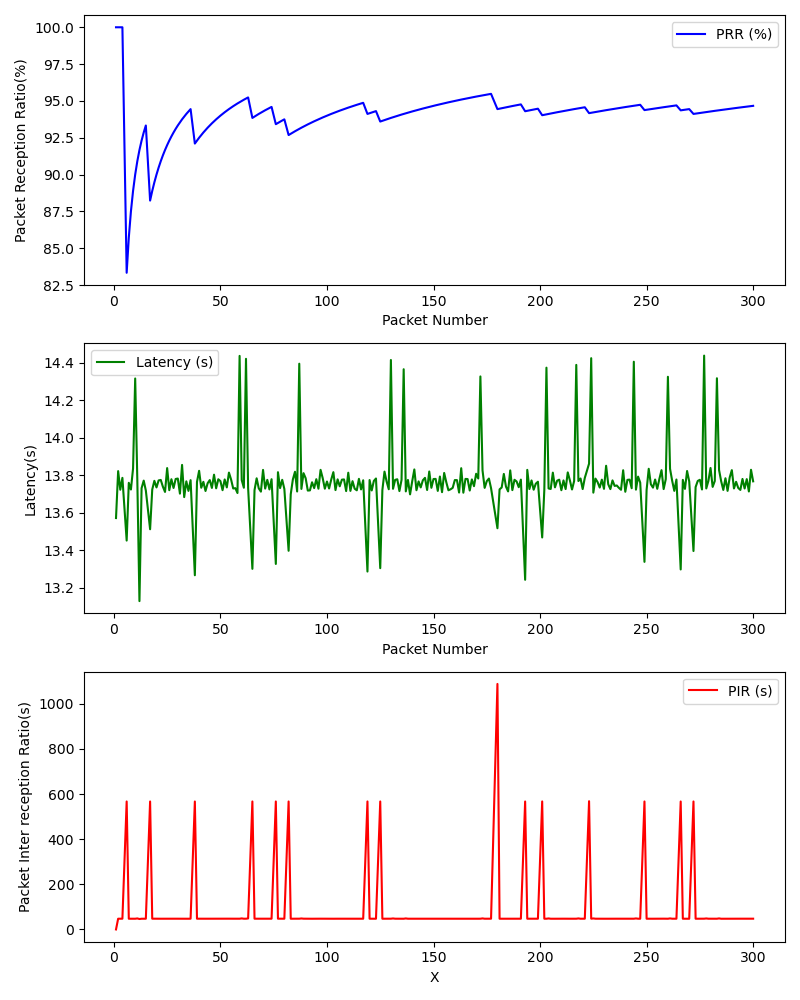 100.0
97.5
95.0
92.5
90.0
87.5
85.0
82.5
Packet Reception Ratio(%)
PRR (%)
0 50 100 150 200 250 300
Packet Number
14.4
14.2
14.0
13.8
13.6
13.4
13.2
Latency(s)
Latency (s)
0 50 100 150 200 250 300
Packet Number
1000
800
600
400
200
0
Packet Inter reception Ratio(s)
PIR (s)
0 50 100 150 200 250 300
X